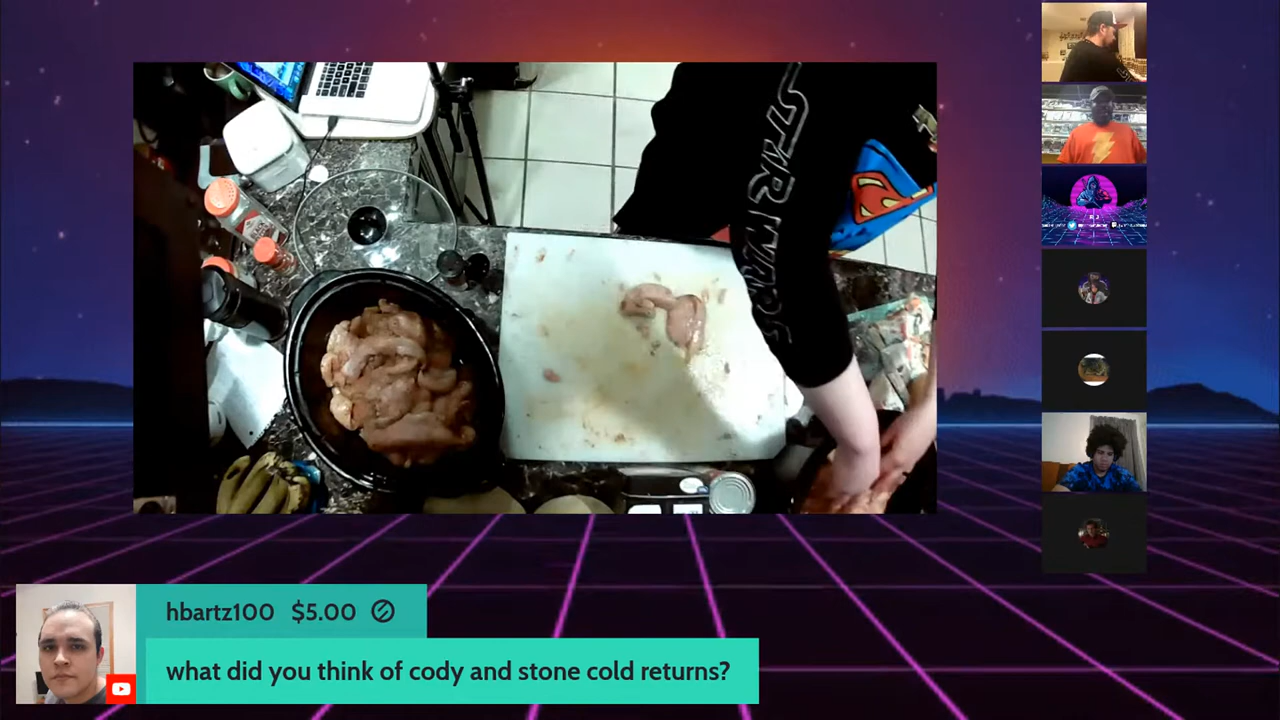 STAR WARS
hbartz100 $5.00
what did you think of cody and stone cold returns?